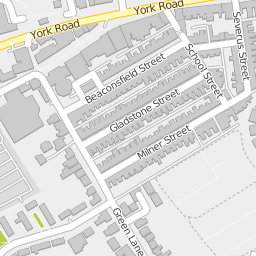 York Road
York Road
Severus Street
Beaconsfield Street
School Street
Gladstone Street
Milner Street
Green Lane